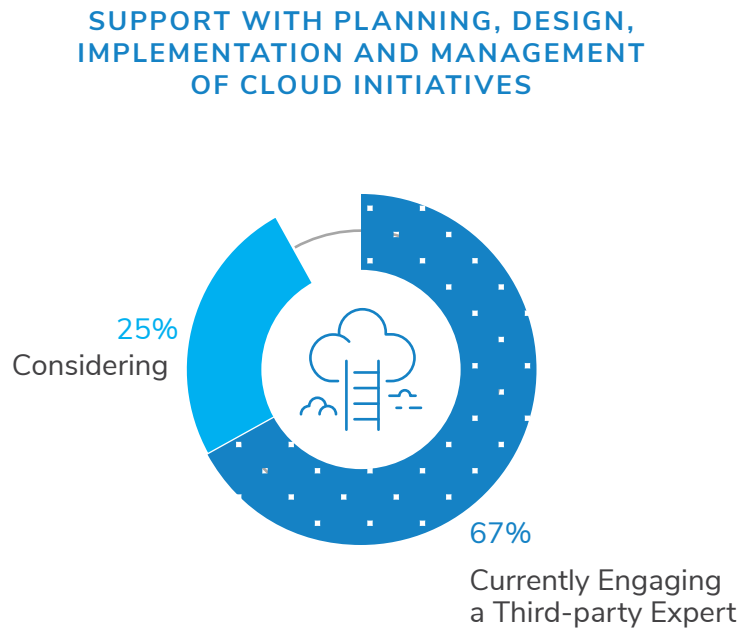 SUPPORT WITH PLANNING, DESIGN,
IMPLEMENTATION AND MANAGEMENT
OF CLOUD INITIATIVES
25%
Considering
67%
Currently Engaging
a Third-party Expert